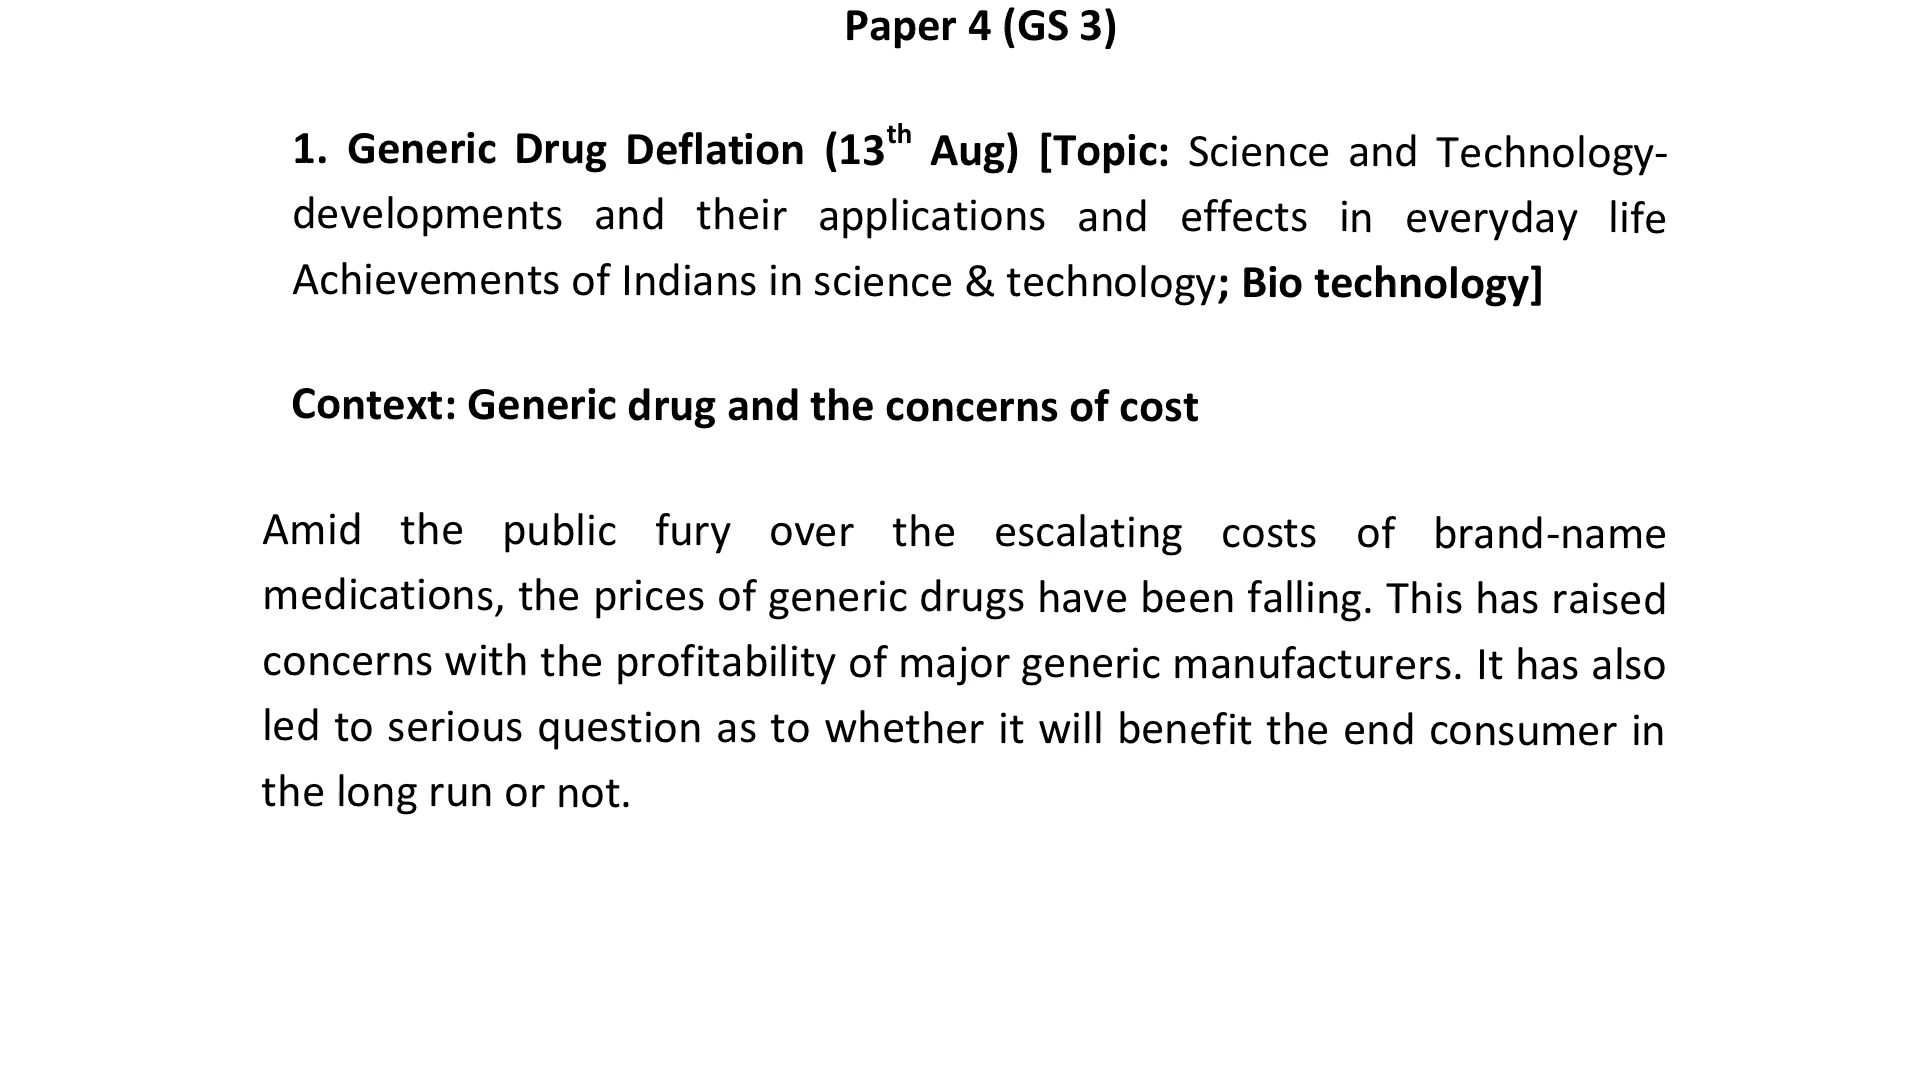 Paper 4 (GS 3)
1. Generic Drug Deflation (13th Aug) [Topic: Science and Technology-
developments and their applications and effects in everyday life
Achievements of Indians in science & technology; Bio technology]
Context: Generic drug and the concerns of cost
Amid the public fury over the escalating costs of brand-name
medications, the prices of generic drugs have been falling. This has raised
concerns with the profitability of major generic manufacturers. It has also
led to serious question as to whether it will benefit the end consumer in
the long run or not.